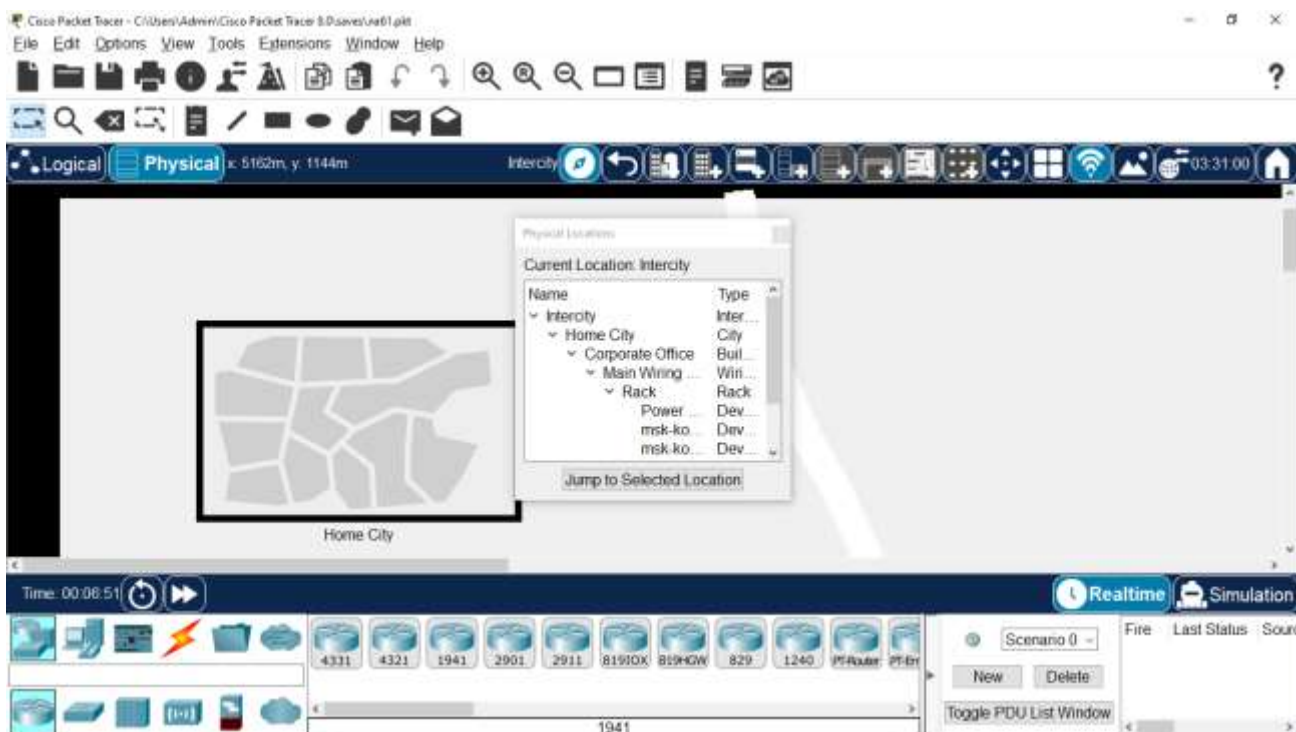 Cisco Packet Tracer - C:\Users\Admin\Cisco Packet Tracer 8.0\saves\
File Edit Options View Tools Extensions Window Help
?
Logical Physical x: 5162m, y: 1144m Intercity 03:31:00
Physical Locations
Current Location: Intercity
Name Type
Intercity Inter...
Home City City
Corporate Office Buil...
Main Wiring ... Wiri...
Rack Rack
Power ... Dev...
msk-ko... Dev...
msk-ko... Dev...
Jump to Selected Location
Home City
Time: 00:06:51 Realtime Simulation
Scenario 0 Fire Last Status Sour
4331 4321 1941 2901 2911 819IOX 819HGW 829 1240 PT-Router PT-Em
New Delete
Toggle PDU List Window
1941